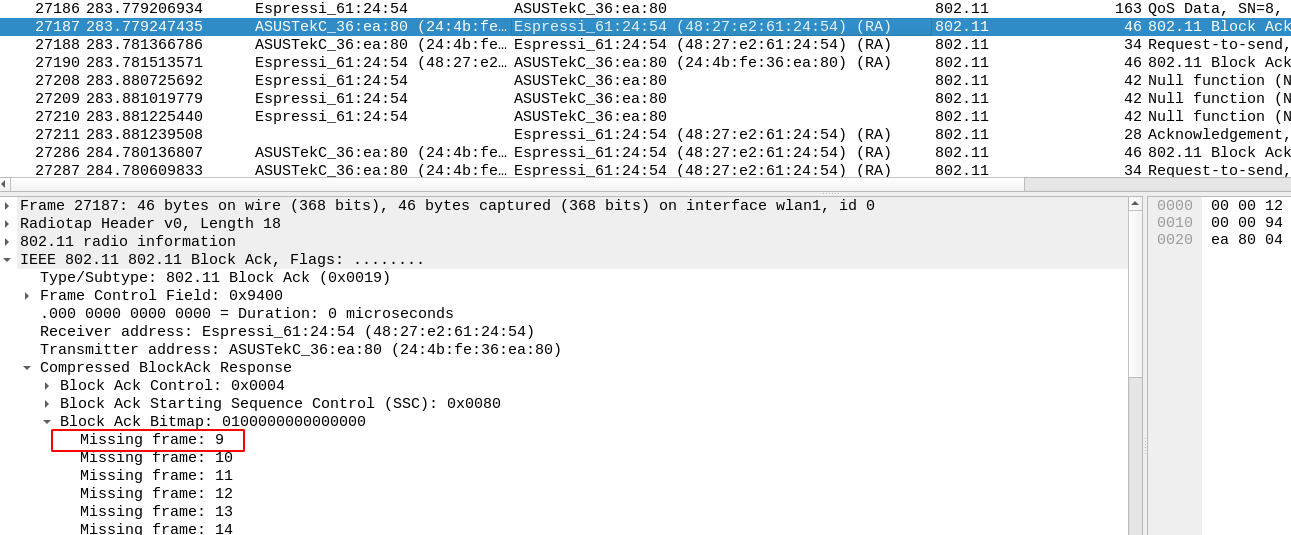 27186 283.779206934 Espressi_61:24:54 ASUSTekC_36:ea:80 802.11 163 QoS Data, SN=8,
27187 283.779247435 ASUSTekC_36:ea:80 (24:4b:fe… Espressi_61:24:54 (48:27:e2:61:24:54) (RA) 802.11 46 802.11 Block Ack
27188 283.781366786 ASUSTekC_36:ea:80 (24:4b:fe… Espressi_61:24:54 (48:27:e2:61:24:54) (RA) 802.11 34 Request-to-send,
27190 283.781513571 Espressi_61:24:54 (48:27:e2… ASUSTekC_36:ea:80 (24:4b:fe:36:ea:80) (RA) 802.11 46 802.11 Block Ack
27208 283.880725692 Espressi_61:24:54 ASUSTekC_36:ea:80 802.11 42 Null function (N
27209 283.881019779 Espressi_61:24:54 ASUSTekC_36:ea:80 802.11 42 Null function (N
27210 283.881225440 Espressi_61:24:54 ASUSTekC_36:ea:80 802.11 42 Null function (N
27211 283.881239508 Espressi_61:24:54 (48:27:e2:61:24:54) (RA) 802.11 28 Acknowledgement,
27286 284.780136807 ASUSTekC_36:ea:80 (24:4b:fe… Espressi_61:24:54 (48:27:e2:61:24:54) (RA) 802.11 46 802.11 Block Ack
27287 284.780609833 ASUSTekC_36:ea:80 (24:4b:fe… Espressi_61:24:54 (48:27:e2:61:24:54) (RA) 802.11 34 Request-to-send,
Frame 27187: 46 bytes on wire (368 bits), 46 bytes captured (368 bits) on interface wlan1, id 0
Radiotap Header v0, Length 18
802.11 radio information
IEEE 802.11 802.11 Block Ack, Flags: ........
Type/Subtype: 802.11 Block Ack (0x0019)
Frame Control Field: 0x9400
.000 0000 0000 0000 = Duration: 0 microseconds
Receiver address: Espressi_61:24:54 (48:27:e2:61:24:54)
Transmitter address: ASUSTekC_36:ea:80 (24:4b:fe:36:ea:80)
Compressed BlockAck Response
Block Ack Control: 0x0004
Block Ack Starting Sequence Control (SSC): 0x0080
Block Ack Bitmap: 0100000000000000
Missing frame: 9
Missing frame: 10
Missing frame: 11
Missing frame: 12
Missing frame: 13
Missing frame: 14
0000 00 00 12
0010 00 00 94
0020 ea 80 04